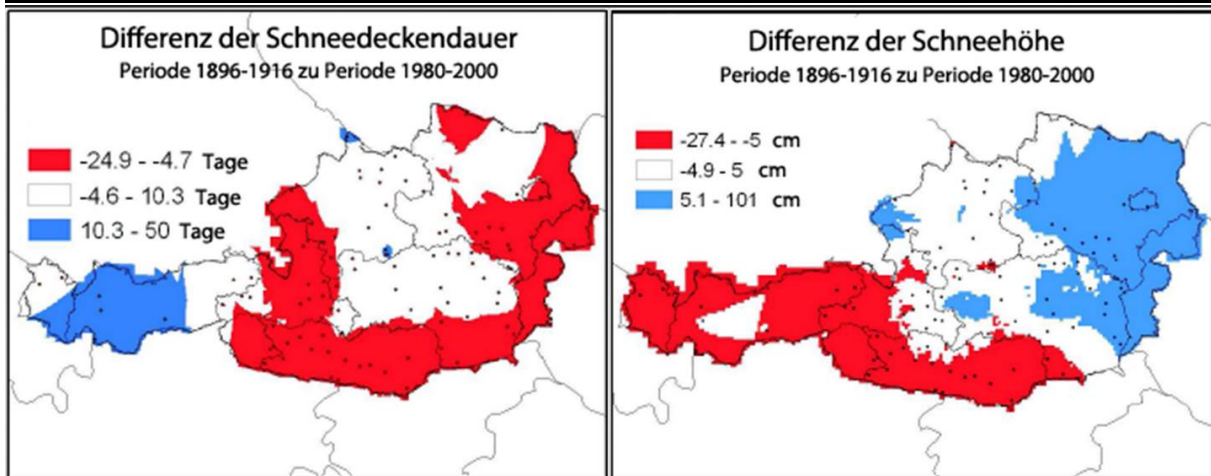 Differenz der Schneedeckendauer
Periode 1896-1916 zu Periode 1980-2000
-24.9 - -4.7 Tage
-4.6 - 10.3 Tage
10.3 - 50 Tage
Differenz der Schneehöhe
Periode 1896-1916 zu Periode 1980-2000
-27.4 - -5 cm
-4.9 - 5 cm
5.1 - 101 cm